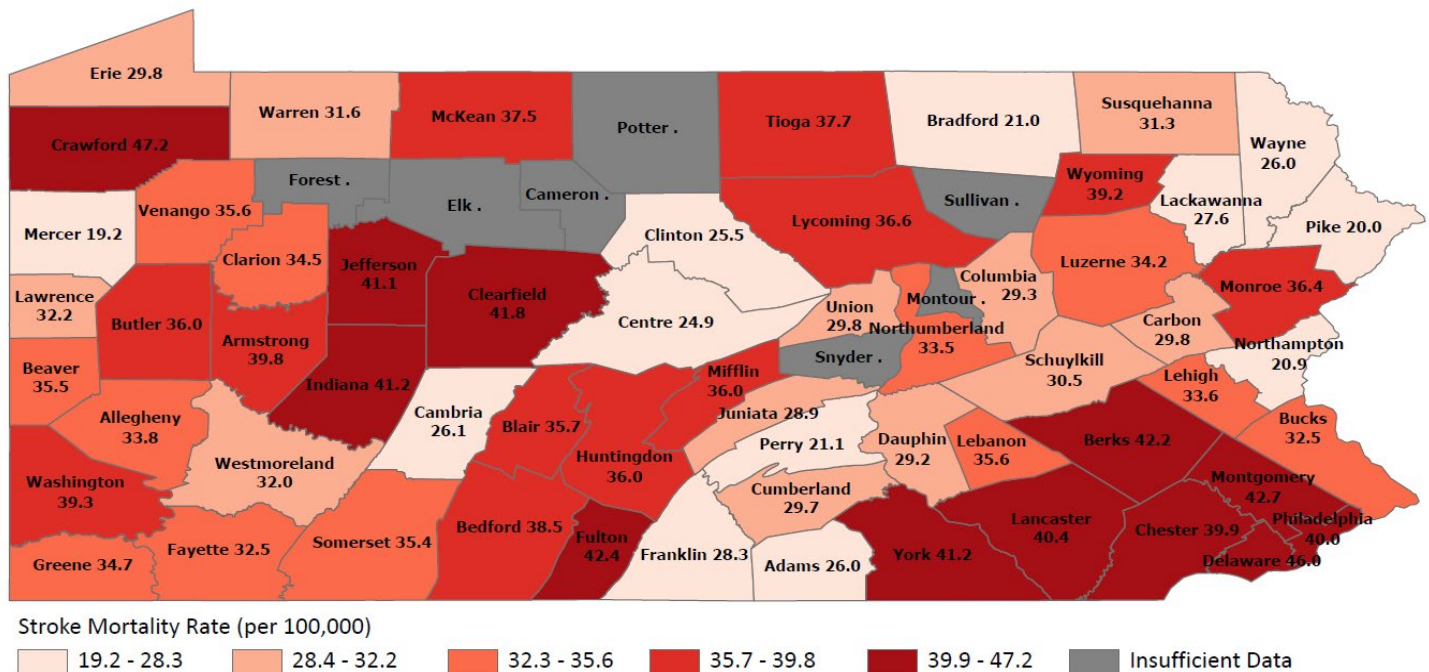 Erie 29.8
Warren 31.6
McKean 37.5
Potter .
Tioga 37.7
Bradford 21.0
Susquehanna
31.3
Wayne
26.0
Crawford 47.2
Forest .
Elk .
Cameron .
Sullivan .
Wyoming
39.2
Lackawanna
27.6
Pike 20.0
Mercer 19.2
Venango 35.6
Clarion 34.5
Jefferson
41.1
Clearfield
41.8
Clinton 25.5
Lycoming 36.6
Columbia
29.3
Luzerne 34.2
Monroe 36.4
Lawrence
32.2
Butler 36.0
Armstrong
39.8
Indiana 41.2
Centre 24.9
Union
29.8
Montour .
Northumberland
33.5
Snyder .
Carbon
29.8
Northampton
20.9
Schuylkill
30.5
Lehigh
33.6
Bucks
32.5
Beaver
35.5
Allegheny
33.8
Westmoreland
32.0
Cambria
26.1
Blair 35.7
Huntingdon
36.0
Mifflin
36.0
Juniata 28.9
Perry 21.1
Dauphin
29.2
Lebanon
35.6
Berks 42.2
Montgomery
42.7
Philadelphia
40.0
Washington
39.3
Cumberland
29.7
Lancaster
40.4
Chester 39.9
Delaware 46.0
Greene 34.7
Fayette 32.5
Somerset 35.4
Bedford 38.5
Fulton
42.4
Franklin 28.3
Adams 26.0
York 41.2
Stroke Mortality Rate (per 100,000)
19.2 - 28.3
28.4 - 32.2
32.3 - 35.6
35.7 - 39.8
39.9 - 47.2
Insufficient Data